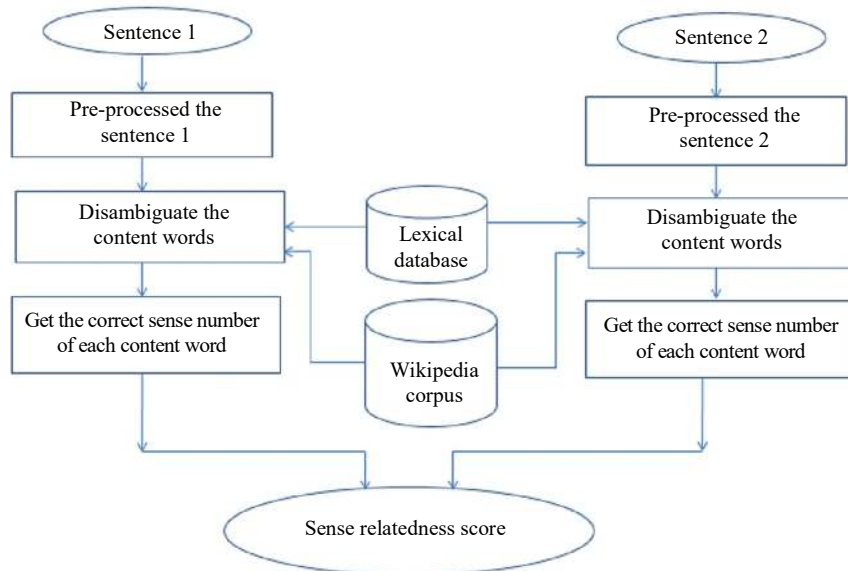 Sentence 1
Sentence 2
Pre-processed the
sentence 1
Pre-processed the
sentence 2
Disambiguate the
content words
Lexical
database
Disambiguate the
content words
Get the correct sense number
of each content word
Wikipedia
corpus
Get the correct sense number
of each content word
Sense relatedness score